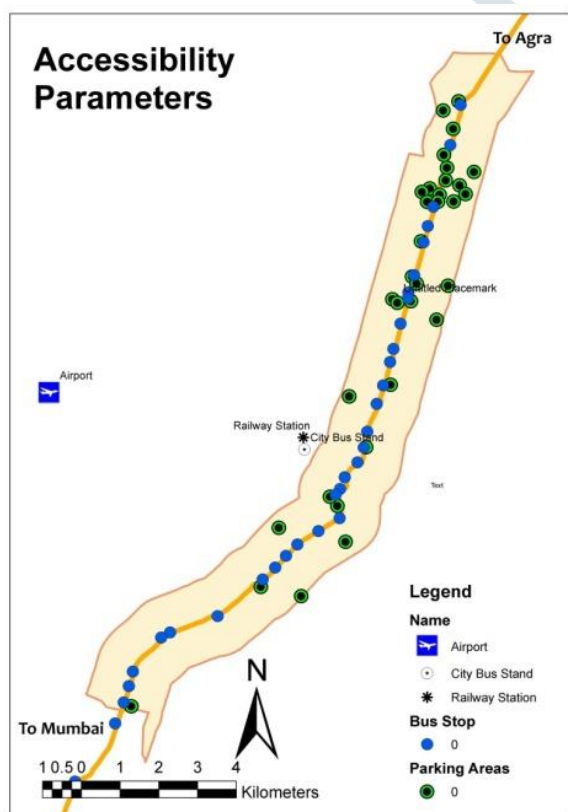 To Agra
Accessibility
Parameters
Airport
Railway Station
City Bus Stand
Text
Legend
Name
Airport
City Bus Stand
Railway Station
Bus Stop
0
Parking Areas
0
N
To Mumbai
1 0.5 0 1 2 3 4
Kilometers